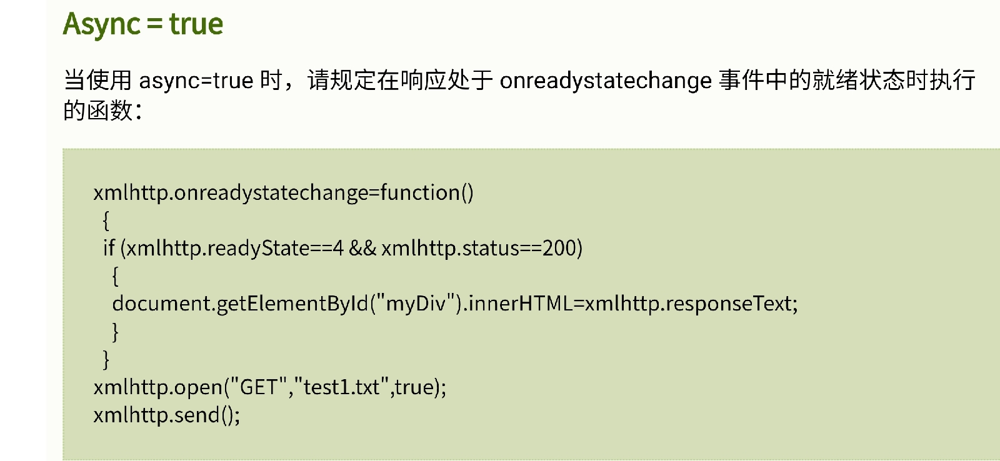 Async = true
当使用 async=true 时，请规定在响应处于 onreadystatechange 事件中的就绪状态时执行
的函数：
xmlhttp.onreadystatechange=function()
{
if (xmlhttp.readyState==4 && xmlhttp.status==200)
{
document.getElementById("myDiv").innerHTML=xmlhttp.responseText;
}
}
xmlhttp.open("GET","test1.txt",true);
xmlhttp.send();